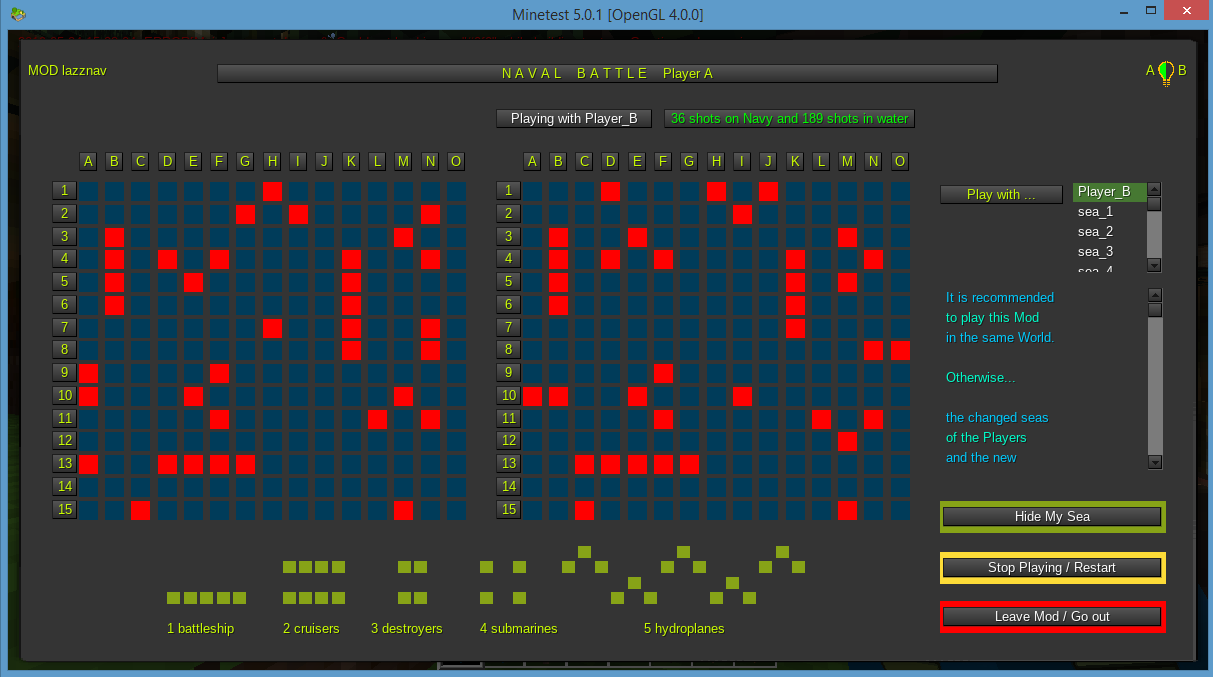 Minetest 5.0.1 [OpenGL 4.0.0]
MOD lazznav
N A V A L   B A T T L E   Player A
A B
Playing with Player_B
36 shots on Navy and 189 shots in water
A B C D E F G H I J K L M N O
A B C D E F G H I J K L M N O
1 1
2 2
3 3
4 4
5 5
6 6
7 7
8 8
9 9
10 10
11 11
12 12
13 13
14 14
15 15
Play with ...
Player_B
sea_1
sea_2
sea_3
sea_4
It is recommended
to play this Mod
in the same World.
Otherwise...
the changed seas
of the Players
and the new
Hide My Sea
Stop Playing / Restart
Leave Mod / Go out
1 battleship
2 cruisers
3 destroyers
4 submarines
5 hydroplanes